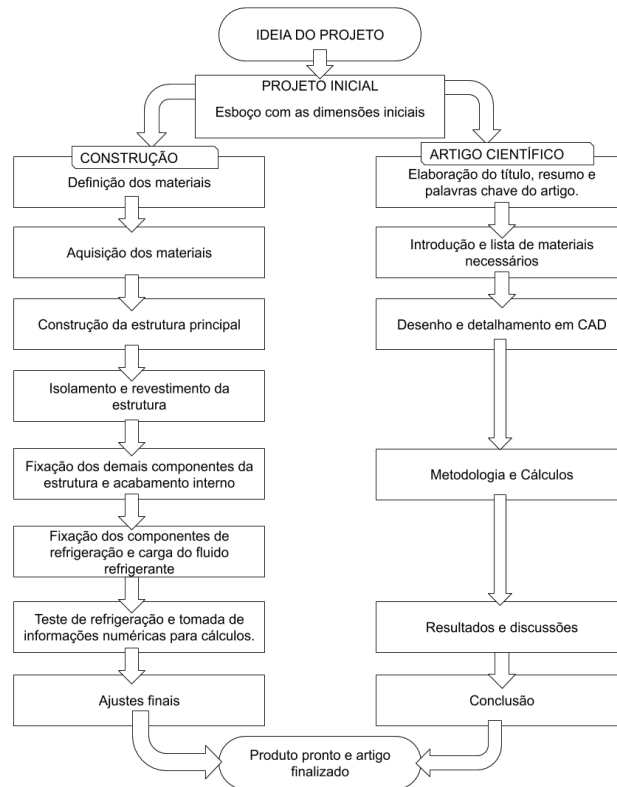 IDEIA DO PROJETO
PROJETO INICIAL
Esboço com as dimensões iniciais
CONSTRUÇÃO
Definição dos materiais
Aquisição dos materiais
Construção da estrutura principal
Isolamento e revestimento da
estrutura
Fixação dos demais componentes da
estrutura e acabamento interno
Fixação dos componentes de
refrigeração e carga do fluido
refrigerante
Teste de refrigeração e tomada de
informações numéricas para cálculos.
Ajustes finais
ARTIGO CIENTÍFICO
Elaboração do título, resumo e
palavras chave do artigo.
Introdução e lista de materiais
necessários
Desenho e detalhamento em CAD
Metodologia e Cálculos
Resultados e discussões
Conclusão
Produto pronto e artigo
finalizado